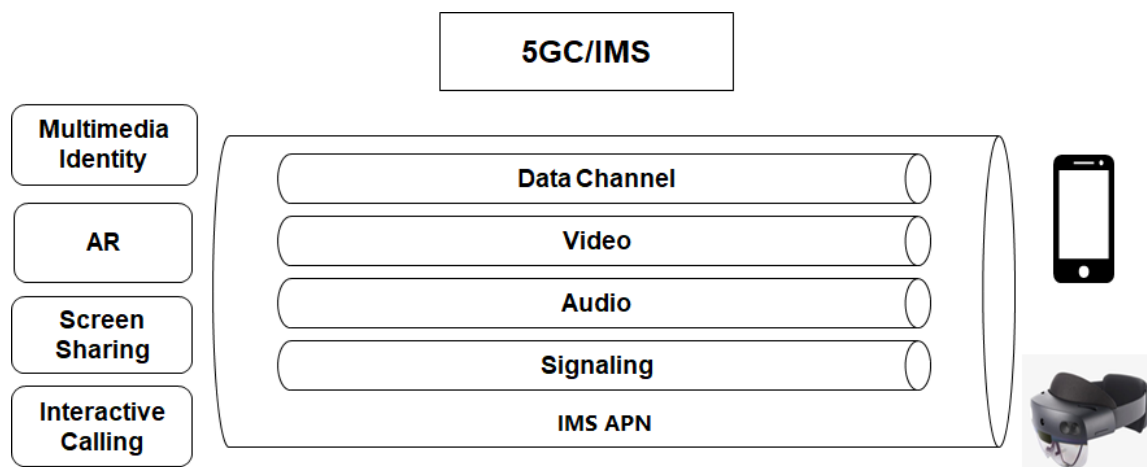 5GC/IMS
Multimedia
Identity
AR
Screen
Sharing
Interactive
Calling
Data Channel
Video
Audio
Signaling
IMS APN